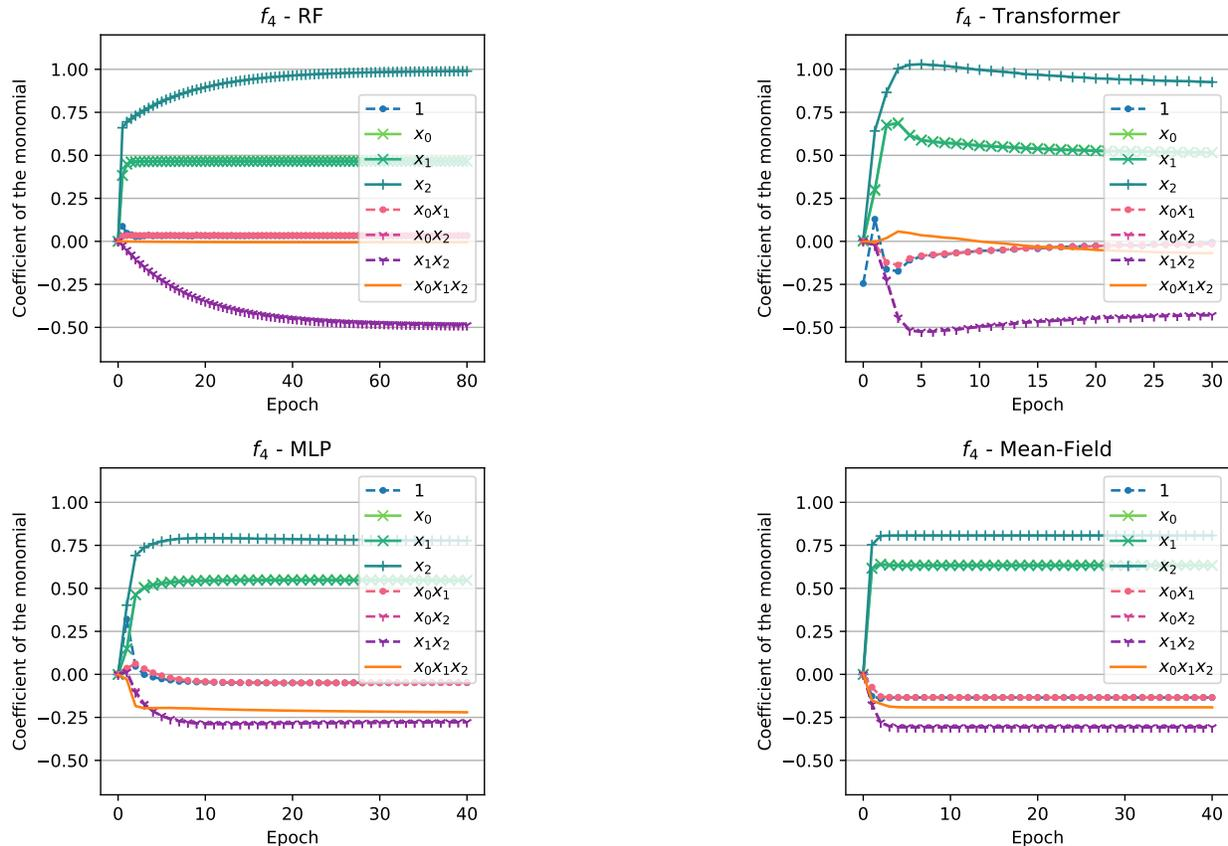 f4 - RF
Coefficient of the monomial
1.00
0.75
0.50
0.25
0.00
−0.25
−0.50
1
x0
x1
x2
x0x1
x0x2
x1x2
x0x1x2
0 20 40 60 80
Epoch
f4 - Transformer
Coefficient of the monomial
1.00
0.75
0.50
0.25
0.00
−0.25
−0.50
1
x0
x1
x2
x0x1
x0x2
x1x2
x0x1x2
0 5 10 15 20 25 30
Epoch
f4 - MLP
Coefficient of the monomial
1.00
0.75
0.50
0.25
0.00
−0.25
−0.50
1
x0
x1
x2
x0x1
x0x2
x1x2
x0x1x2
0 10 20 30 40
Epoch
f4 - Mean-Field
Coefficient of the monomial
1.00
0.75
0.50
0.25
0.00
−0.25
−0.50
1
x0
x1
x2
x0x1
x0x2
x1x2
x0x1x2
0 10 20 30 40
Epoch